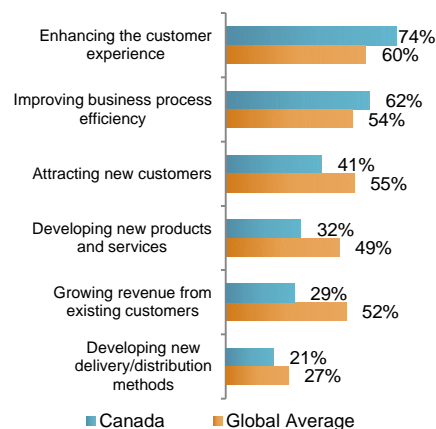 Enhancing the customer
experience
74%
60%
Improving business process
efficiency
62%
54%
Attracting new customers
41%
55%
Developing new products
and services
32%
49%
Growing revenue from
existing customers
29%
52%
Developing new
delivery/distribution
methods
21%
27%
Canada
Global Average